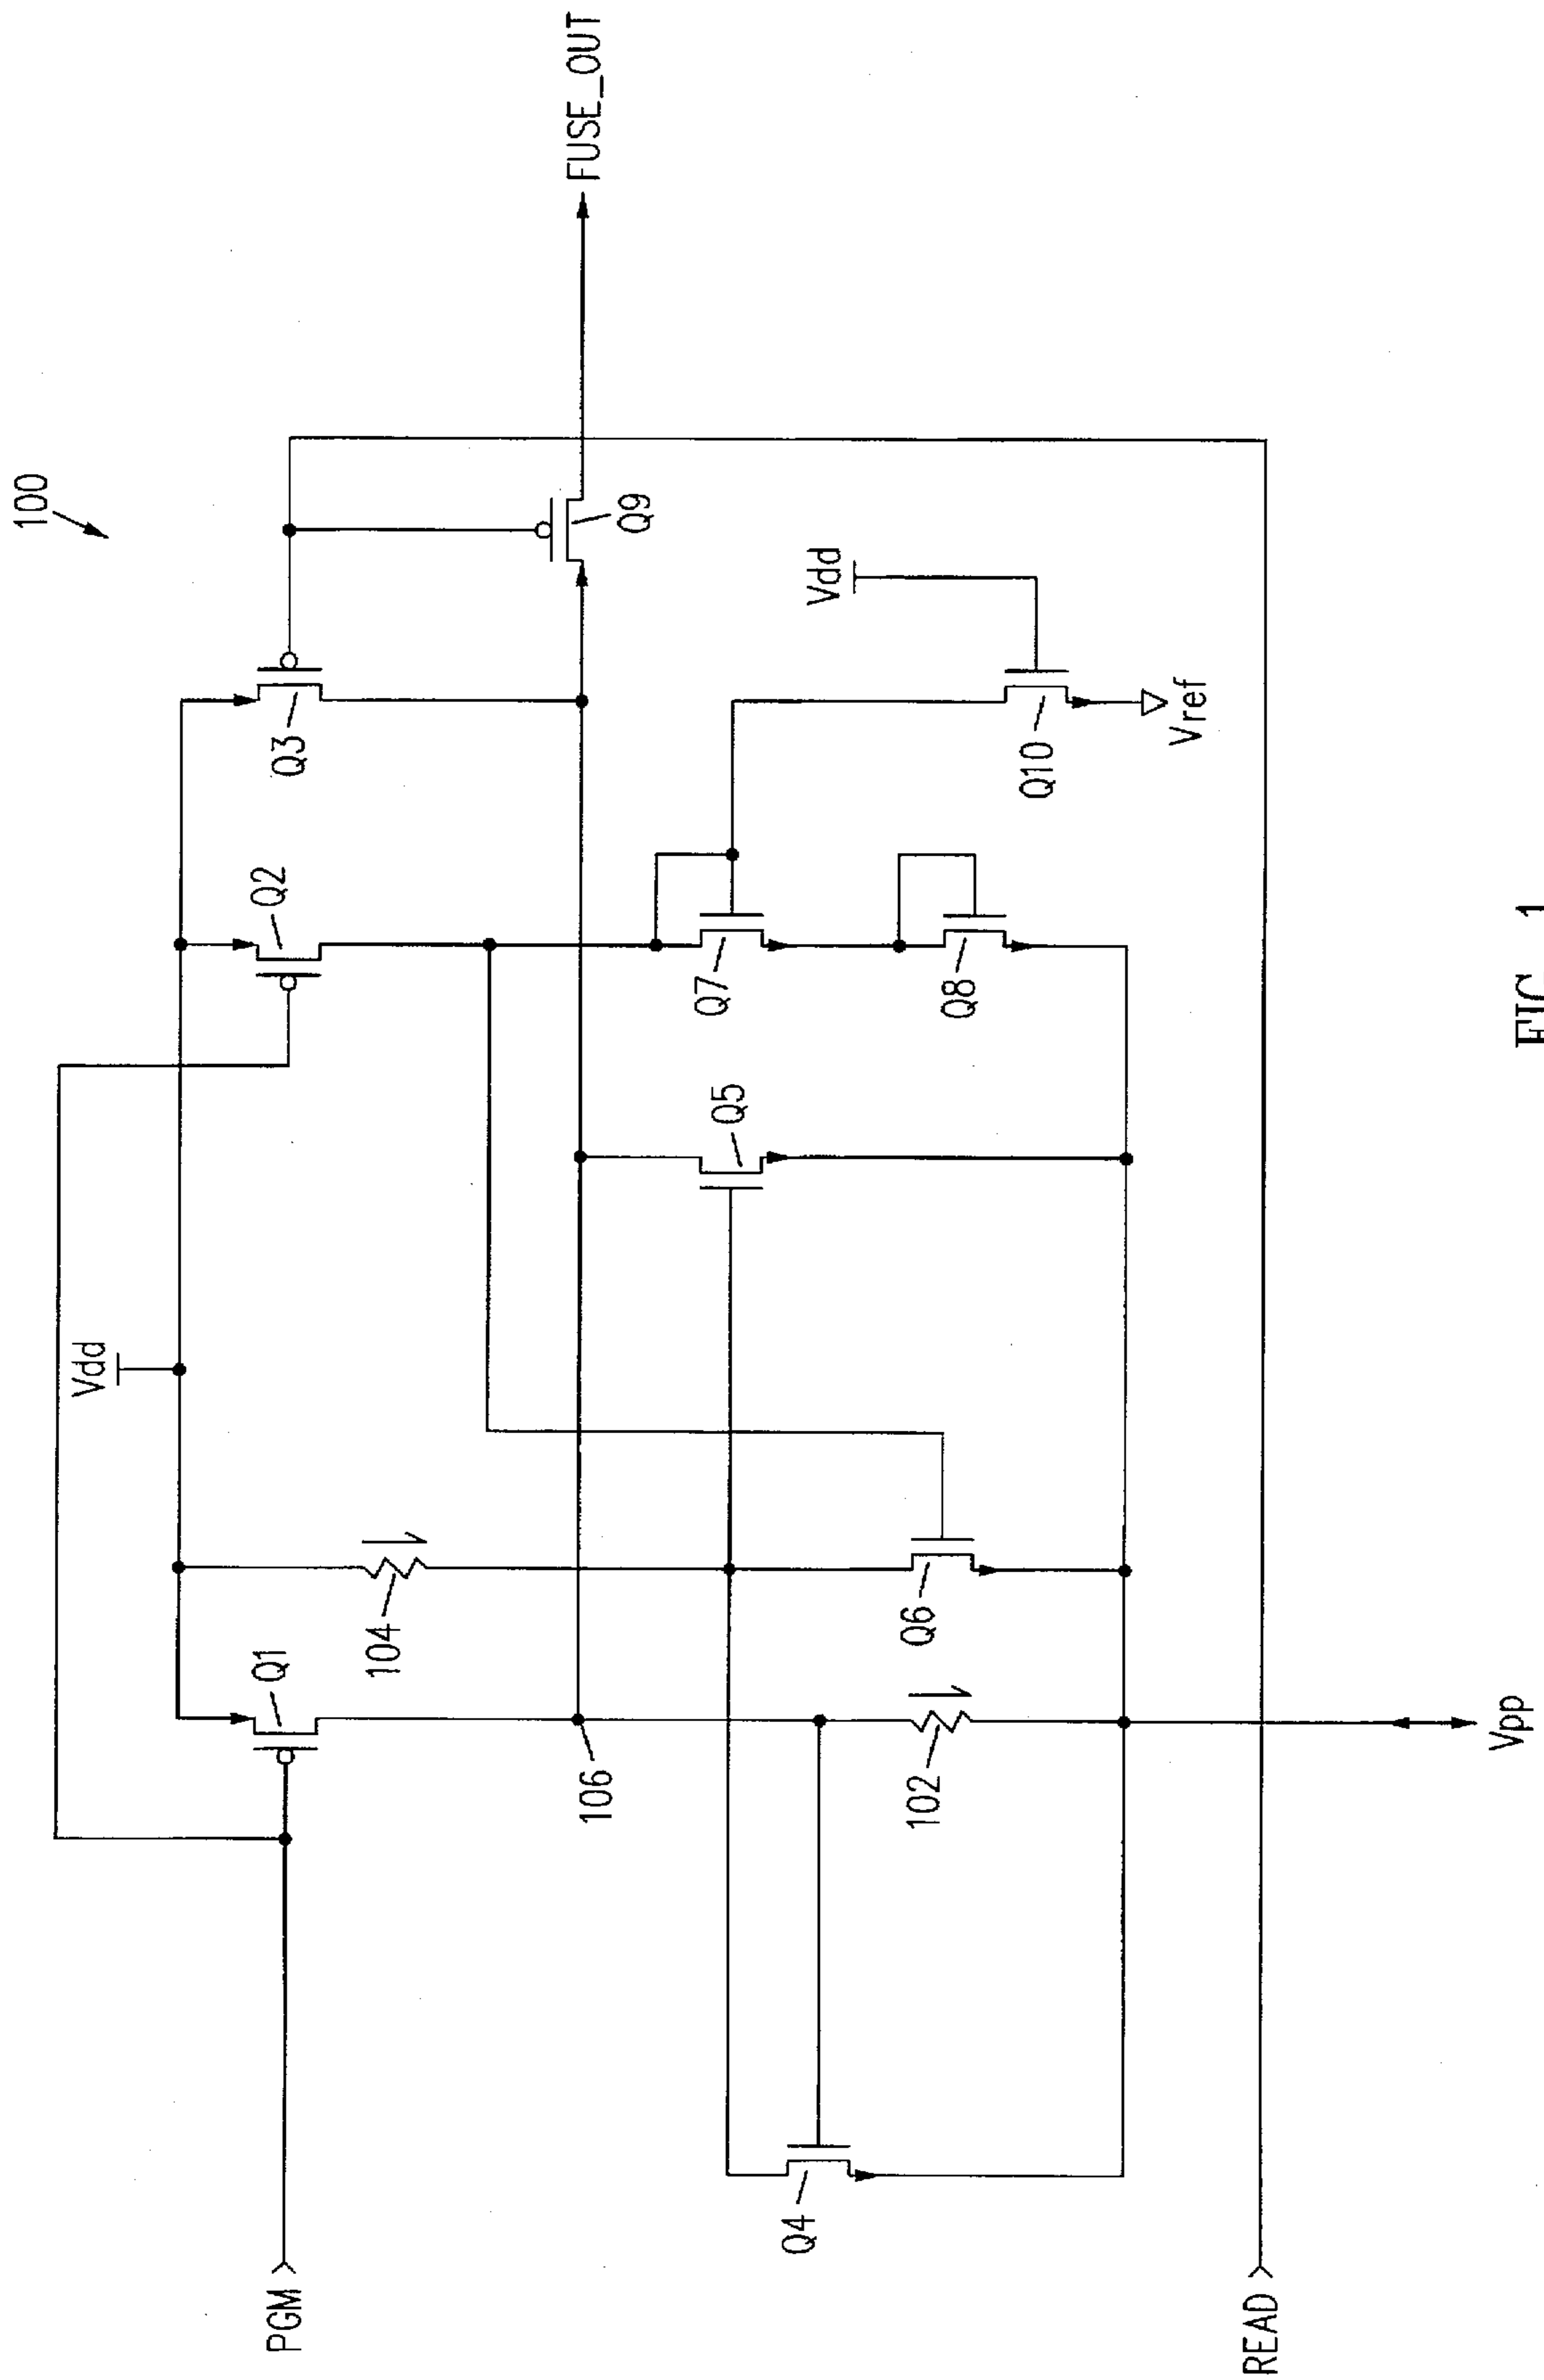 100
Vdd
Q1
Q2
Q3
104
PGM
106
FUSE_OUT
Q9
Q4
Q5
Q7
Vdd
102
Q6
Q8
Q10
Vref
READ
Vpp
FIG. 1